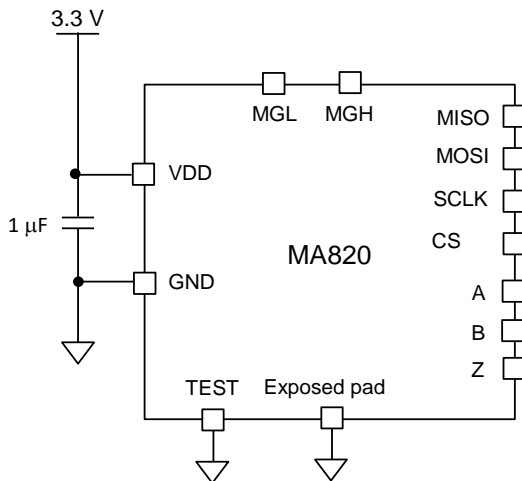 3.3 V
MGL
MGH
MISO
MOSI
VDD
SCLK
1 μF
CS
MA820
GND
A
B
Z
TEST
Exposed pad